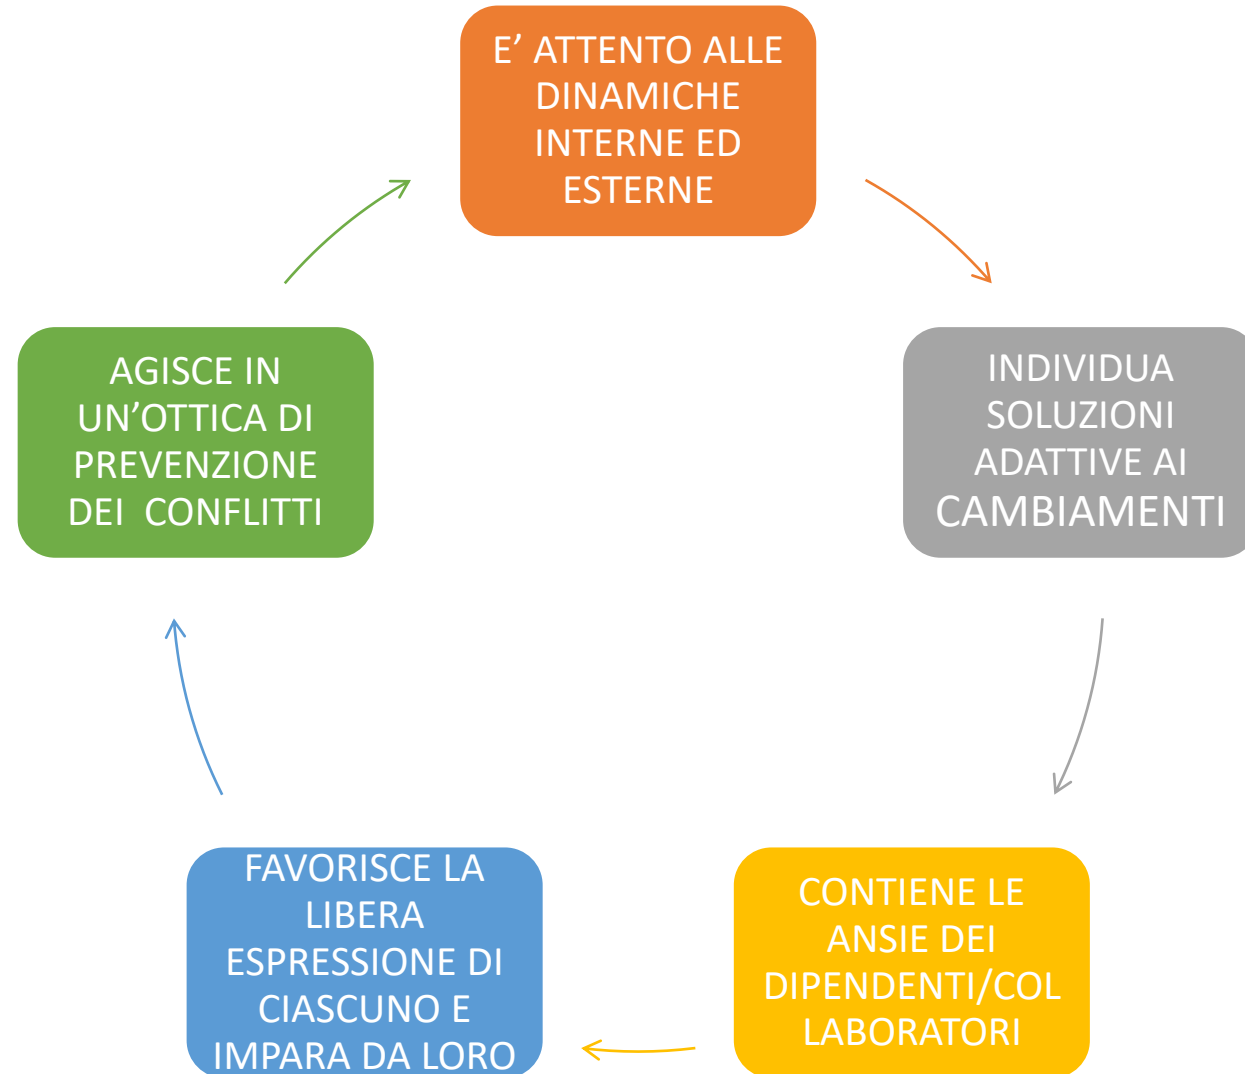 E’ ATTENTO ALLE
DINAMICHE
INTERNE ED
ESTERNE
INDIVIDUA
SOLUZIONI
ADATTIVE AI
CAMBIAMENTI
CONTIENE LE
ANSIE DEI
DIPENDENTI/COL
LABORATORI
FAVORISCE LA
LIBERA
ESPRESSIONE DI
CIASCUNO E
IMPARA DA LORO
AGISCE IN
UN’OTTICA DI
PREVENZIONE
DEI  CONFLITTI